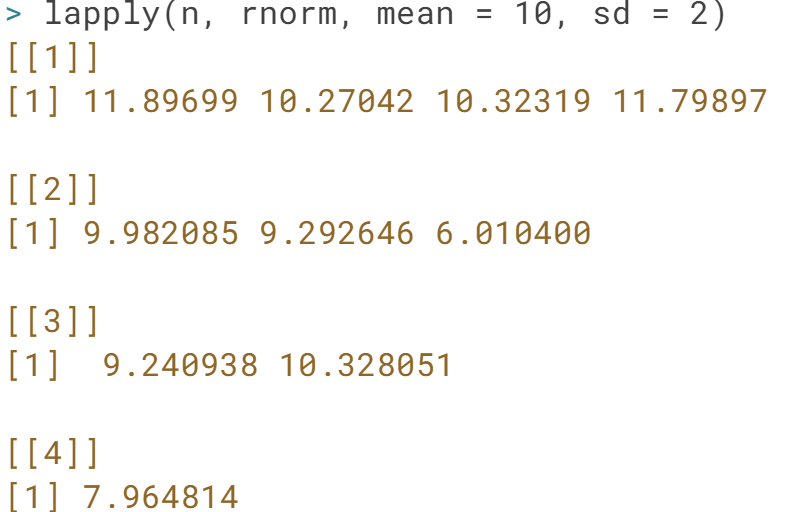 > lapply(n, rnorm, mean = 10, sd = 2)
[[1]]
[1] 11.89699 10.27042 10.32319 11.79897
[[2]]
[1] 9.982085 9.292646 6.010400
[[3]]
[1]  9.240938 10.328051
[[4]]
[1] 7.964814